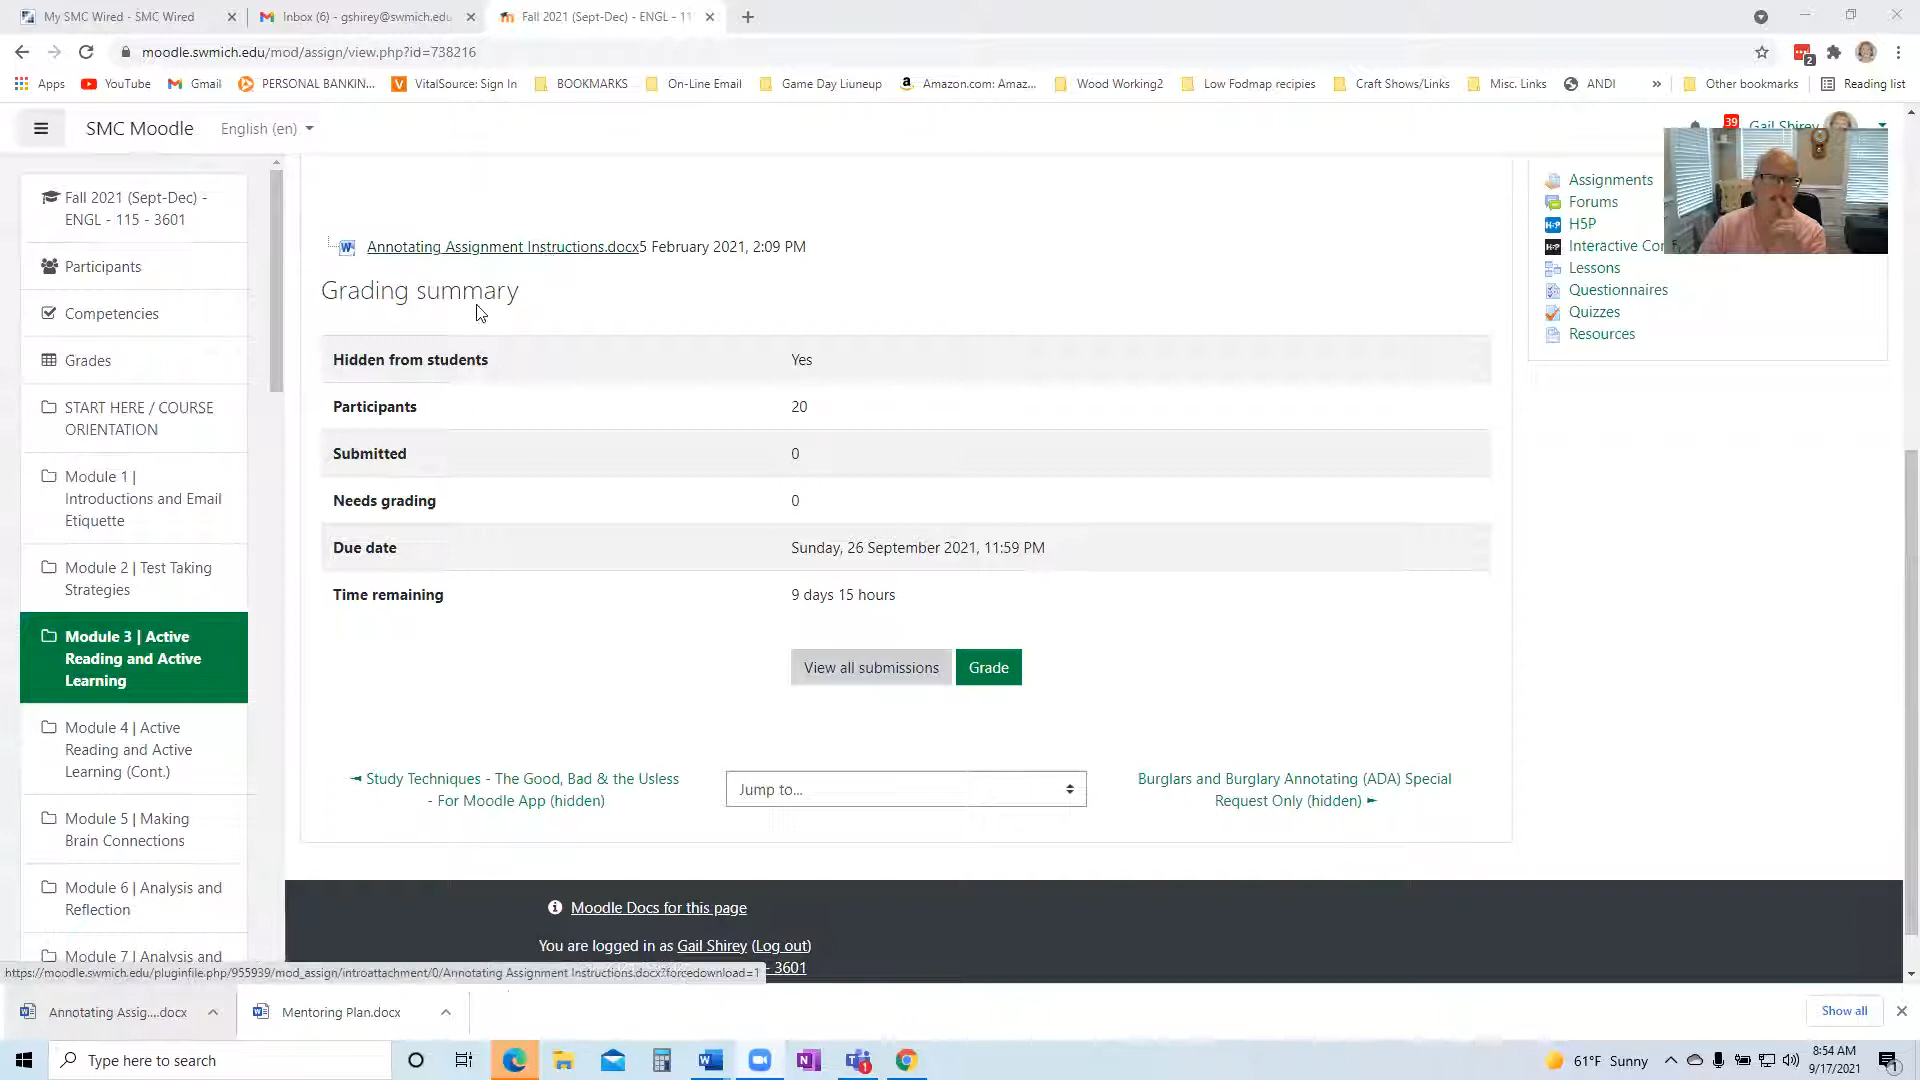 My SMC Wired - SMC Wired
Inbox (6) - gshirey@swmich.edu
Fall 2021 (Sept-Dec) - ENGL - 11
moodle.swmich.edu/mod/assign/view.php?id=738216
2
Apps
YouTube
Gmail
PERSONAL BANKIN...
VitalSource: Sign In
BOOKMARKS
On-Line Email
Game Day Liuneup
Amazon.com: Amaz...
Wood Working2
Low Fodmap recipies
Craft Shows/Links
Misc. Links
ANDI
»
Other bookmarks
Reading list
SMC Moodle
English (en)
39
Gail Shirey
Fall 2021 (Sept-Dec) -
ENGL - 115 - 3601
Participants
Competencies
Grades
START HERE / COURSE
ORIENTATION
Module 1 |
Introductions and Email
Etiquette
Module 2 | Test Taking
Strategies
Module 3 | Active
Reading and Active
Learning
Module 4 | Active
Reading and Active
Learning (Cont.)
Module 5 | Making
Brain Connections
Module 6 | Analysis and
Reflection
Module 7 | Analysis and
Annotating Assignment Instructions.docx5 February 2021, 2:09 PM
Grading summary
Hidden from students Yes
Participants 20
Submitted 0
Needs grading 0
Due date Sunday, 26 September 2021, 11:59 PM
Time remaining 9 days 15 hours
View all submissions
Grade
◄ Study Techniques - The Good, Bad & the Usless
- For Moodle App (hidden)
Jump to...
Burglars and Burglary Annotating (ADA) Special
Request Only (hidden) ►
Assignments
Forums
H5P
Interactive Con
Lessons
Questionnaires
Quizzes
Resources
Moodle Docs for this page
You are logged in as Gail Shirey (Log out)
- 3601
https://moodle.swmich.edu/pluginfile.php/955939/mod_assign/introattachment/0/Annotating Assignment Instructions.docx?forcedownload=1
Annotating Assig....docx
Mentoring Plan.docx
Show all
Type here to search
1
61°F Sunny
8:54 AM
9/17/2021
1